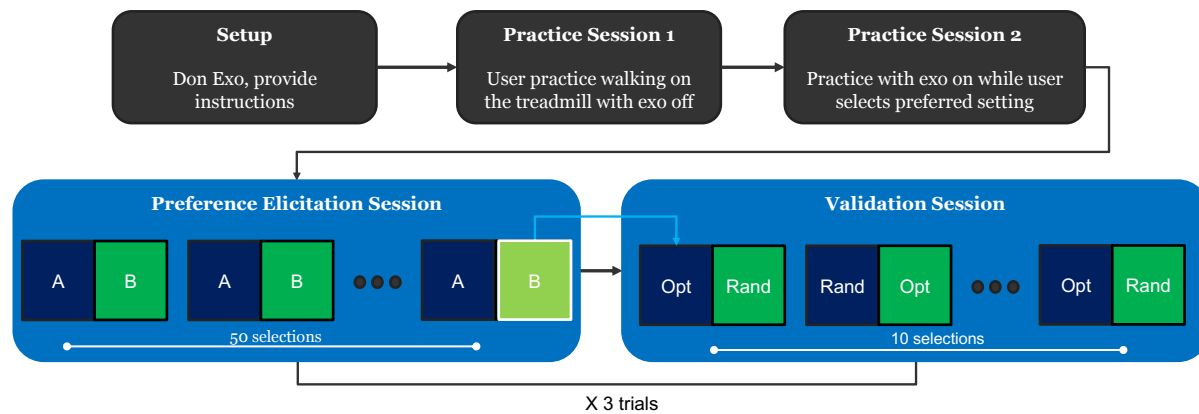 Setup
Don Exo, provide
instructions
Practice Session 1
User practice walking on
the treadmill with exo off
Practice Session 2
Practice with exo on while user
selects preferred setting
Preference Elicitation Session
A B A B A B
50 selections
Validation Session
Opt Rand Rand Opt Opt Rand
10 selections
X 3 trials